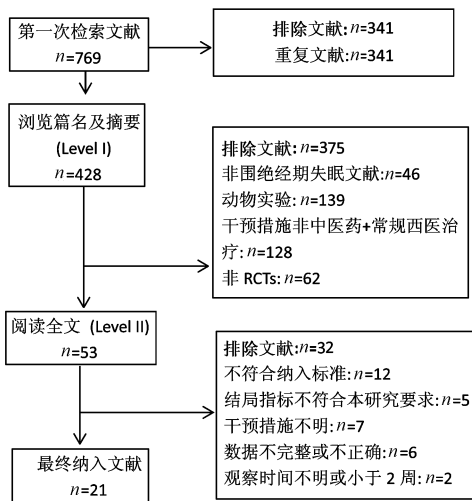 第一次检索文献
n=769
排除文献:n=341
重复文献:n=341
浏览篇名及摘要
(Level I)
n=428
排除文献:n=375
非围绝经期失眠文献:n=46
动物实验:n=139
干预措施非中医药+常规西医治
疗:n=128
非 RCTs:n=62
阅读全文 (Level II)
n=53
排除文献:n=32
不符合纳入标准:n=12
结局指标不符合本研究要求:n=5
干预措施不明:n=7
数据不完整或不正确:n=6
观察时间不明或小于 2 周:n=2
最终纳入文献
n=21